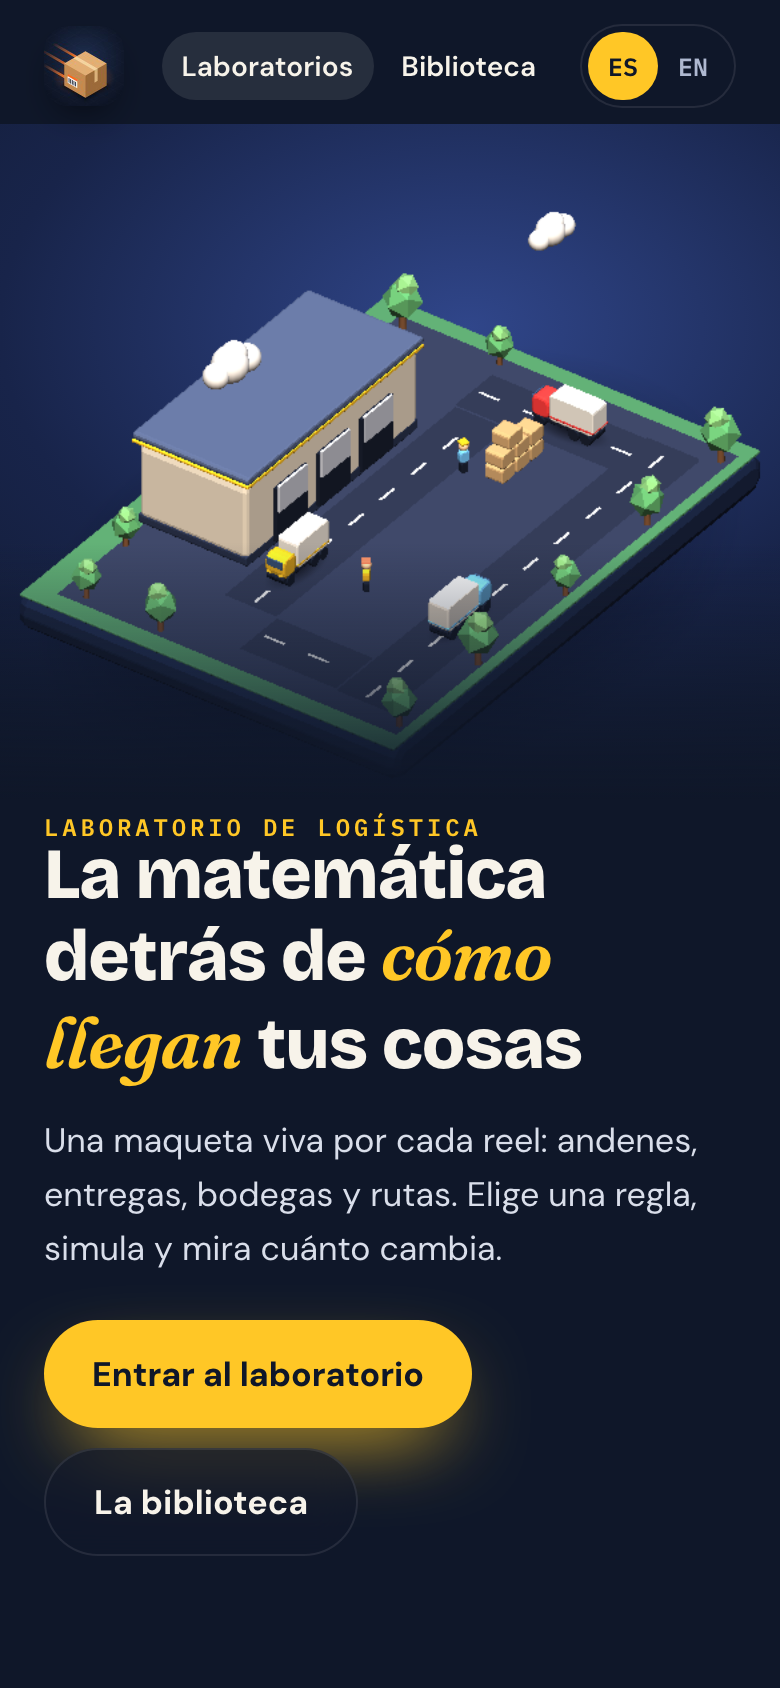 Laboratorios Biblioteca ES EN
LABORATORIO DE LOGÍSTICA
La matemática
detrás de cómo
llegan tus cosas
Una maqueta viva por cada reel: andenes,
entregas, bodegas y rutas. Elige una regla,
simula y mira cuánto cambia.
Entrar al laboratorio
La biblioteca